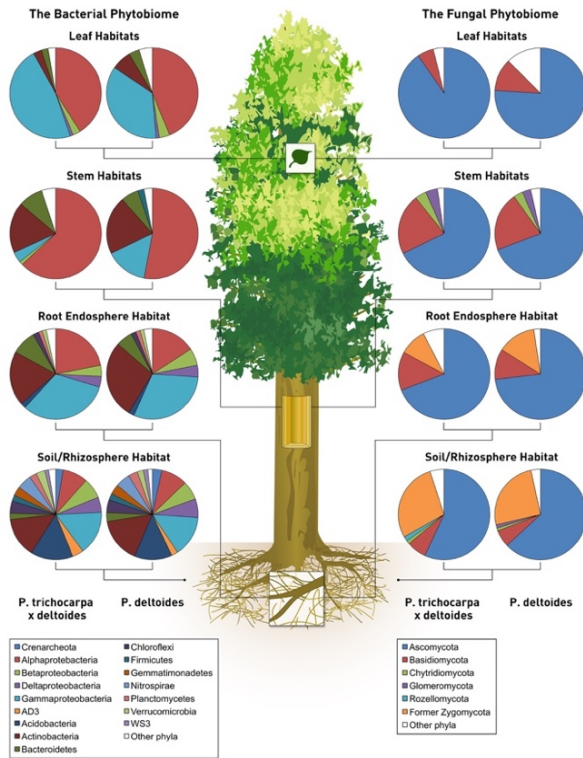 The Bacterial Phytobiome
Leaf Habitats
Stem Habitats
Root Endosphere Habitat
Soil/Rhizosphere Habitat
P. trichocarpa
x deltoides
P. deltoides
Crenarcheota
Alphaprotebacteria
Betaproteobacteria
Deltaproteobacteria
Gammaproteobacteria
AD3
Acidobacteria
Actinobacteria
Bacteroidetes
Chloroflexi
Firmicutes
Gemmatimonadetes
Nitrospirae
Planctomycetes
Verrucomicrobia
WS3
Other phyla
The Fungal Phytobiome
Leaf Habitats
Stem Habitats
Root Endosphere Habitat
Soil/Rhizosphere Habitat
P. trichocarpa
x deltoides
P. deltoides
Ascomycota
Basidiomycota
Chytridiomycota
Glomeromycota
Rozellomycota
Former Zygomycota
Other phyla